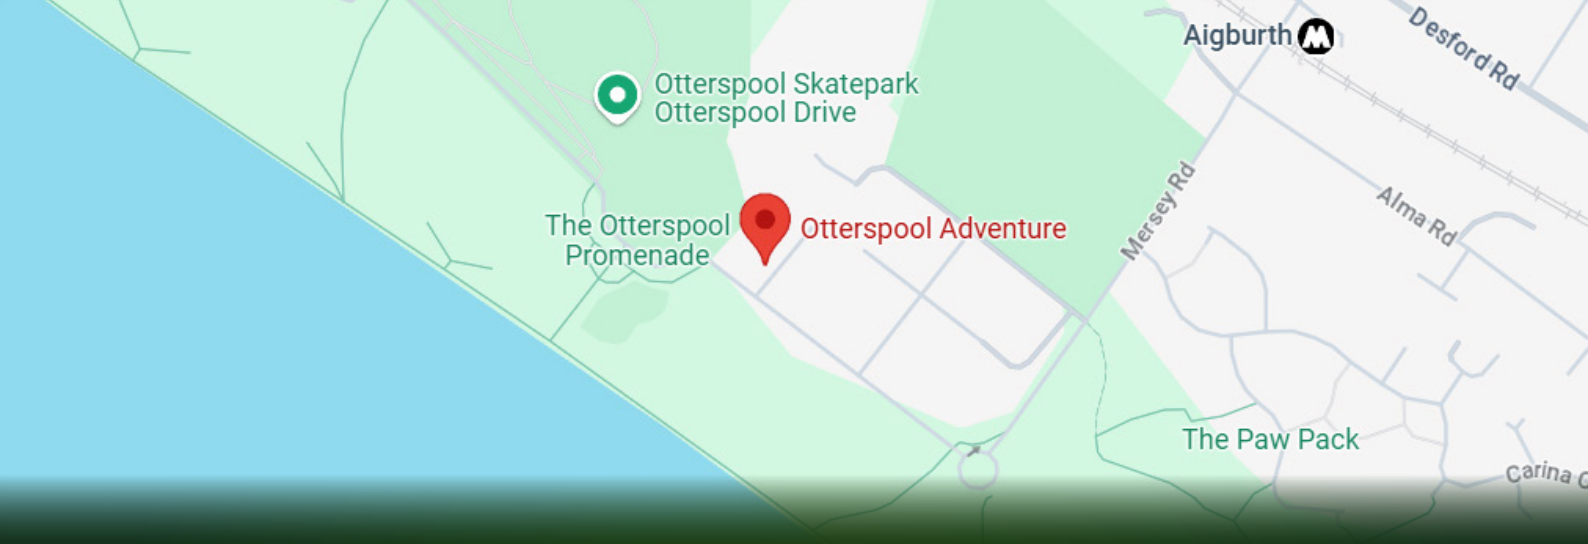 Aigburth
Desford Rd
Otterspool Skatepark
Otterspool Drive
Mersey Rd
Alma Rd
The Otterspool
Promenade
Otterspool Adventure
The Paw Pack
Carina C